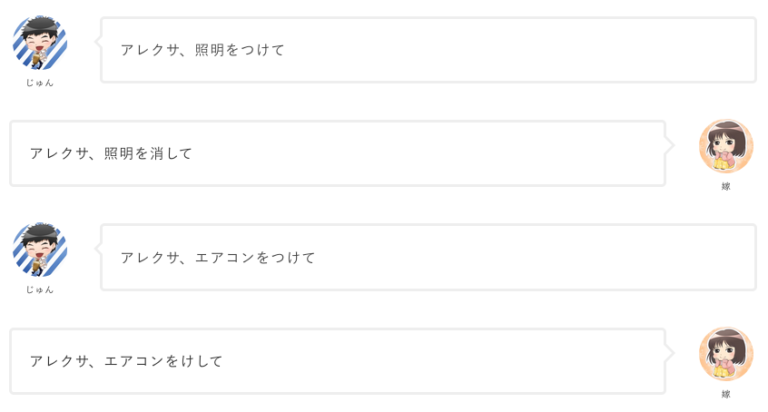 アレクサ、照明をつけて
じゅん
アレクサ、照明を消して
嫁
アレクサ、エアコンをつけて
じゅん
アレクサ、エアコンをけして
嫁